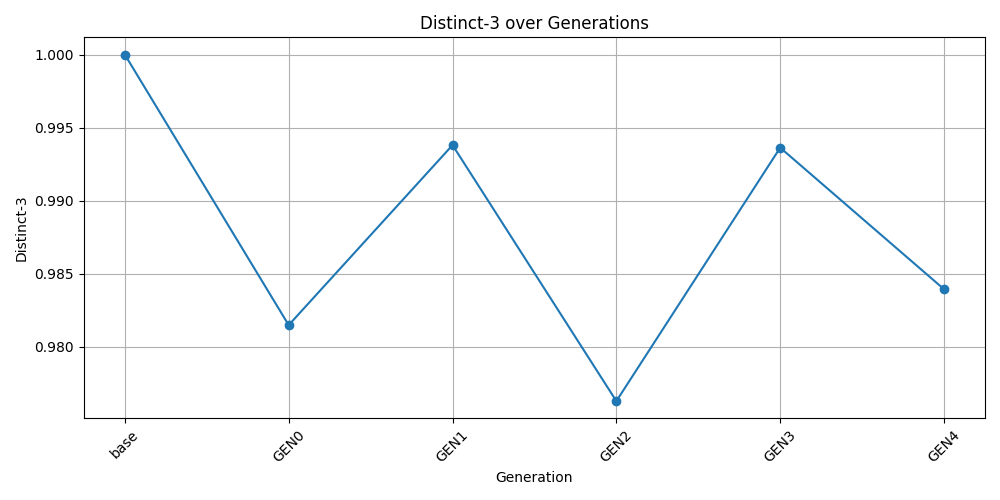 Distinct-3 over Generations
1.000
0.995
0.990
0.985
0.980
Distinct-3
base
GEN0
GEN1
GEN2
GEN3
GEN4
Generation